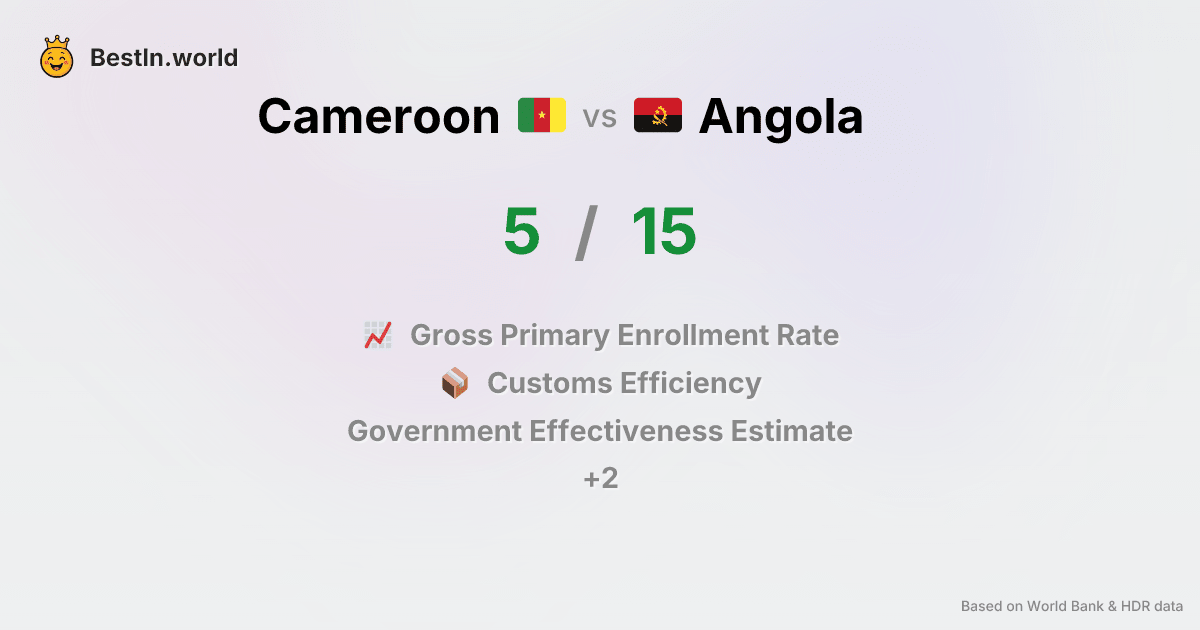 BestIn.world
Cameroon vs Angola
5 / 15
Gross Primary Enrollment Rate
Customs Efficiency
Government Effectiveness Estimate
+2
Based on World Bank & HDR data